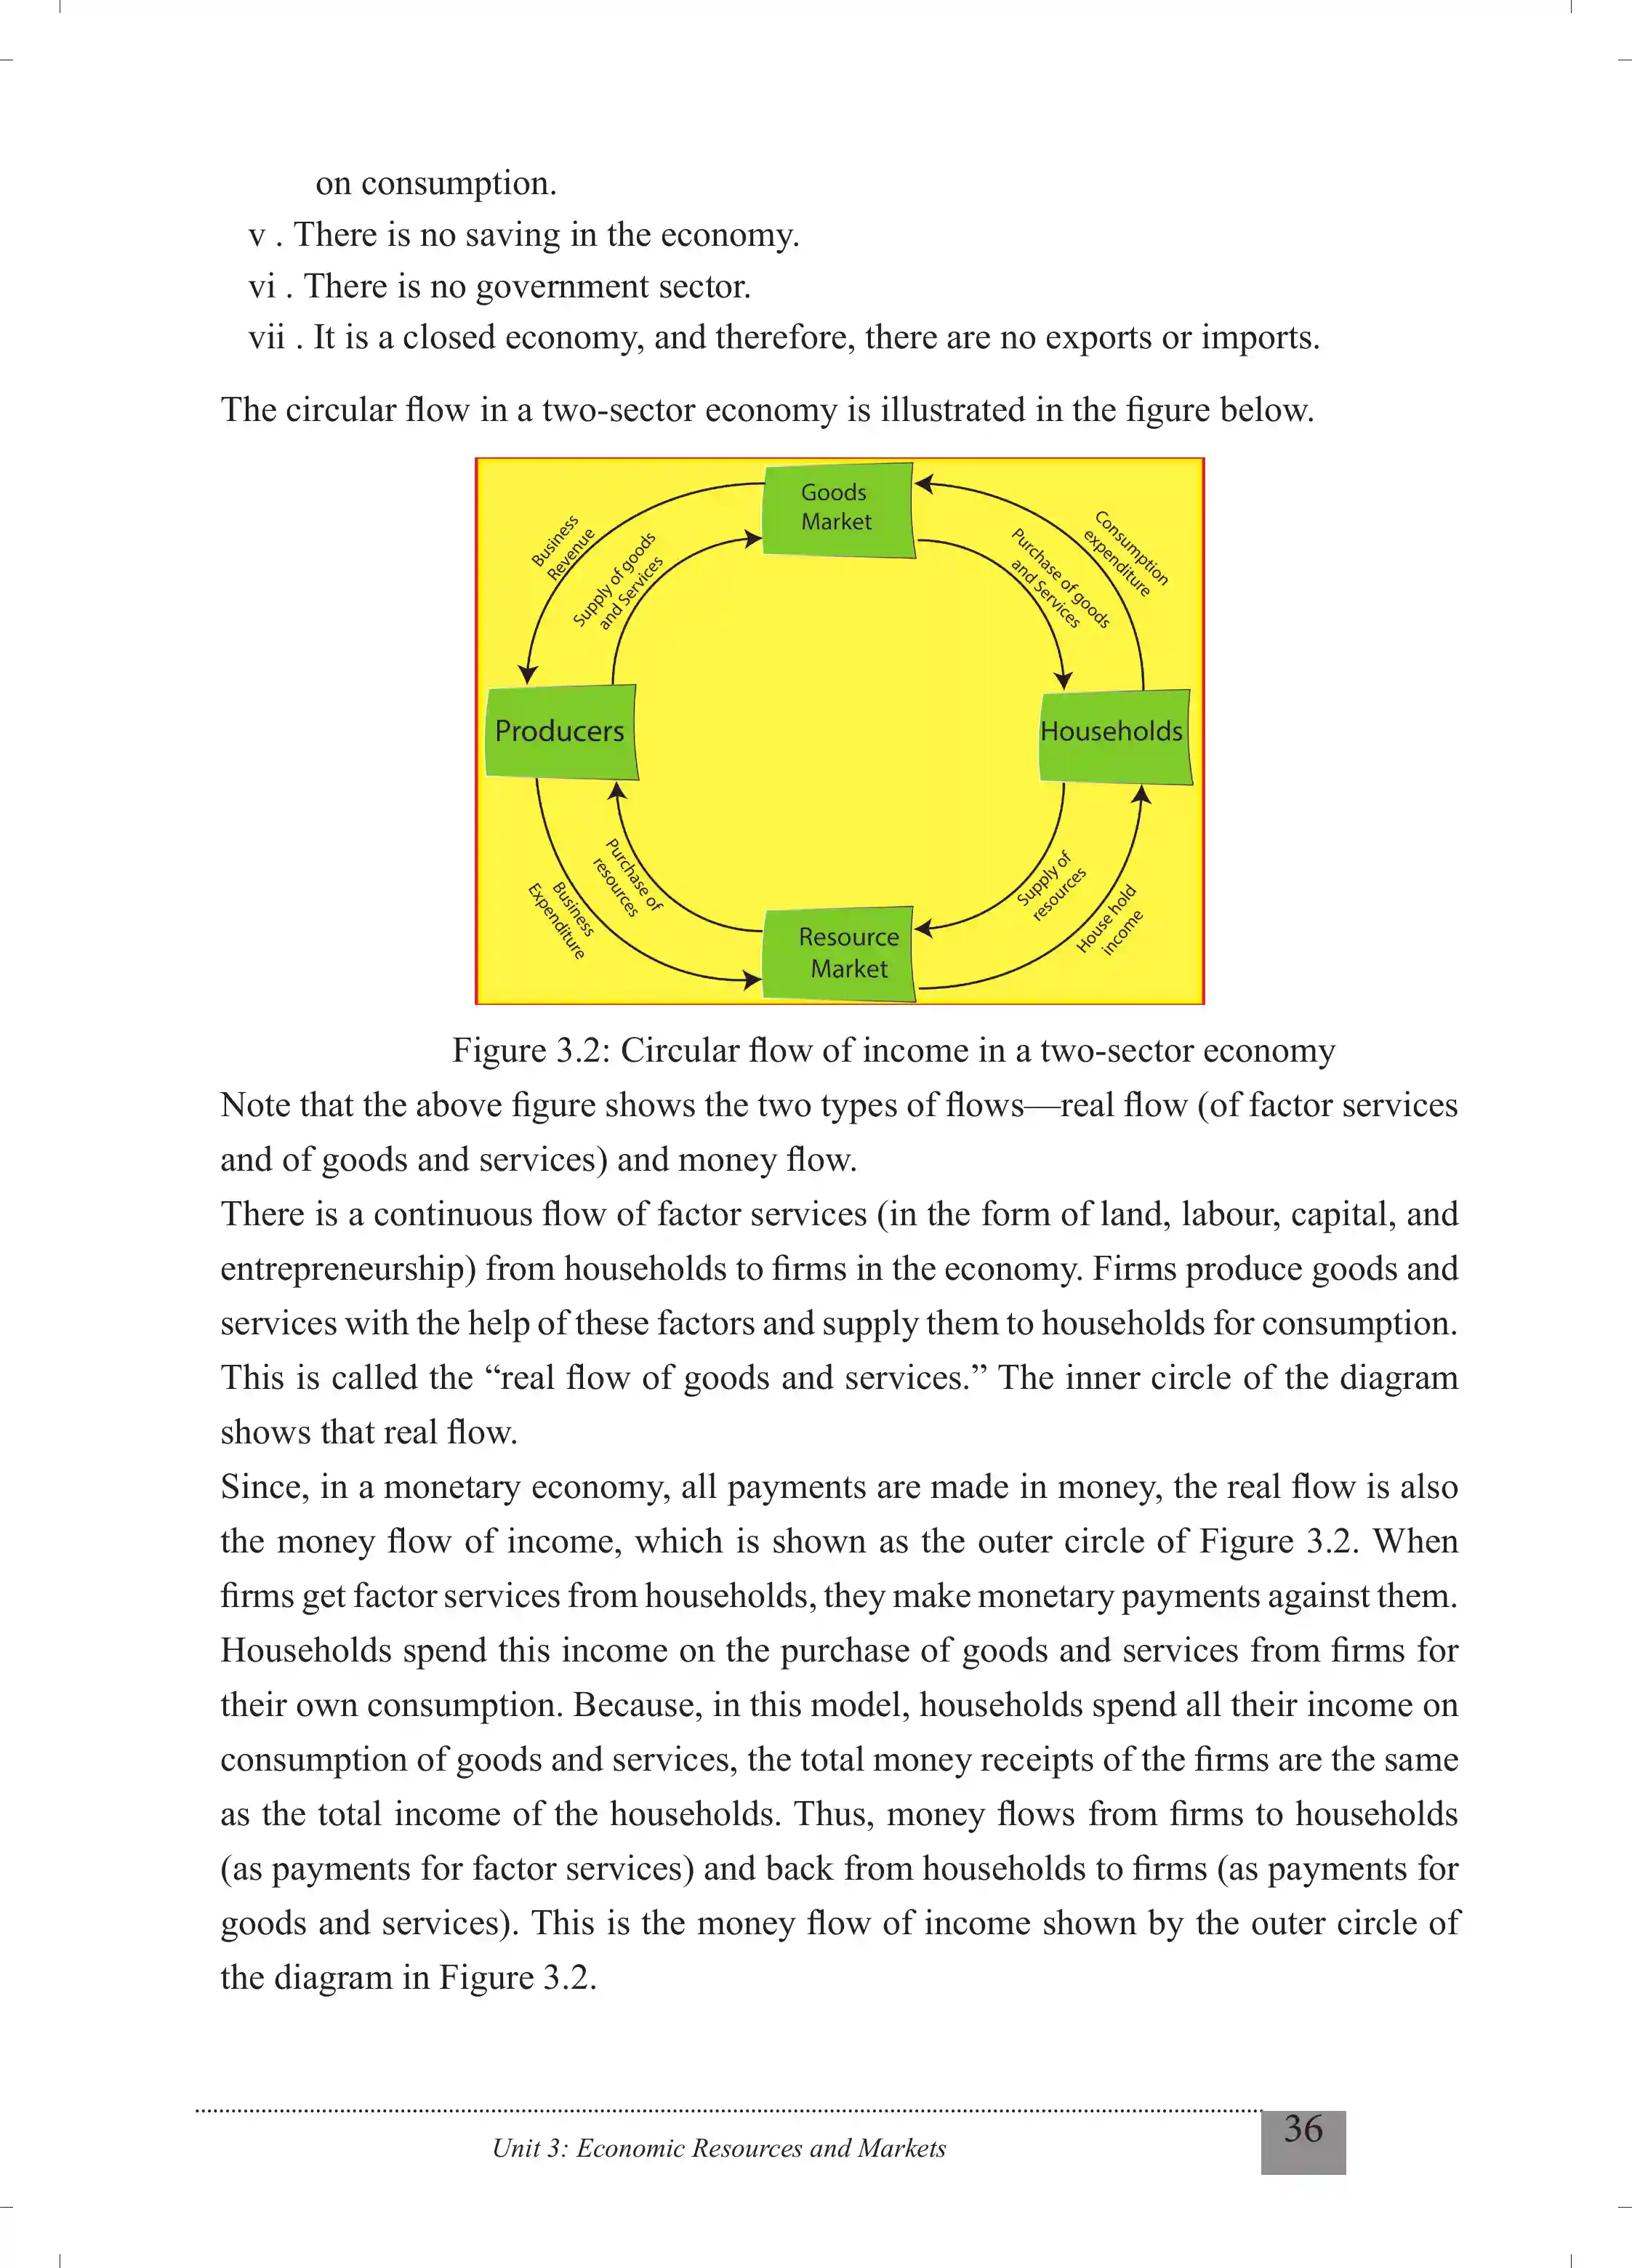 on consumption.
v . There is no saving in the economy.
vi . There is no government sector.
vii . It is a closed economy, and therefore, there are no exports or imports.
The circular flow in a two-sector economy is illustrated in the figure below.
Goods
Market
Business
Revenue
Supply of goods
and Services
Purchase of goods
and Services
Consumption
expenditure
Producers
Households
Business
Expenditure
Purchase of
resources
Supply of
resources
House hold
income
Resource
Market
Figure 3.2: Circular flow of income in a two-sector economy
Note that the above figure shows the two types of flows—real flow (of factor services
and of goods and services) and money flow.
There is a continuous flow of factor services (in the form of land, labour, capital, and
entrepreneurship) from households to firms in the economy. Firms produce goods and
services with the help of these factors and supply them to households for consumption.
This is called the “real flow of goods and services.” The inner circle of the diagram
shows that real flow.
Since, in a monetary economy, all payments are made in money, the real flow is also
the money flow of income, which is shown as the outer circle of Figure 3.2. When
firms get factor services from households, they make monetary payments against them.
Households spend this income on the purchase of goods and services from firms for
their own consumption. Because, in this model, households spend all their income on
consumption of goods and services, the total money receipts of the firms are the same
as the total income of the households. Thus, money flows from firms to households
(as payments for factor services) and back from households to firms (as payments for
goods and services). This is the money flow of income shown by the outer circle of
the diagram in Figure 3.2.
Unit 3: Economic Resources and Markets
36